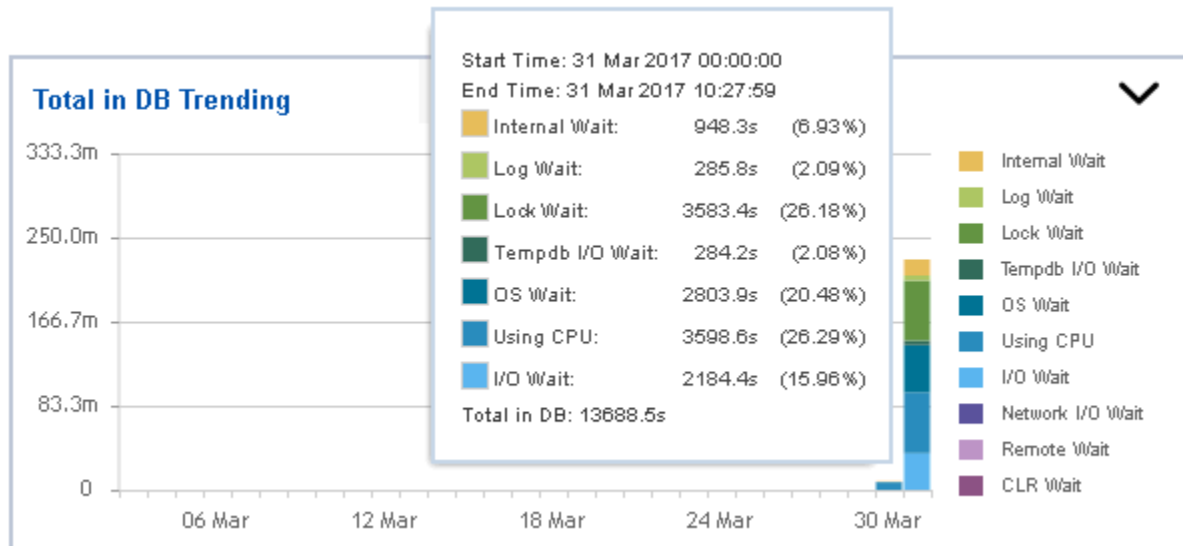 Start Time: 31 Mar 2017 00:00:00
End Time: 31 Mar 2017 10:27:59
Internal Wait: 948.3s (6.93%)
Log Wait: 285.8s (2.09%)
Lock Wait: 3583.4s (26.18%)
Tempdb I/O Wait: 284.2s (2.08%)
OS Wait: 2803.9s (20.48%)
Using CPU: 3598.6s (26.29%)
I/O Wait: 2184.4s (15.96%)
Total in DB: 13688.5s
Total in DB Trending
333.3m
250.0m
166.7m
83.3m
0
06 Mar 12 Mar 18 Mar 24 Mar 30 Mar
Internal Wait
Log Wait
Lock Wait
Tempdb I/O Wait
OS Wait
Using CPU
I/O Wait
Network I/O Wait
Remote Wait
CLR Wait